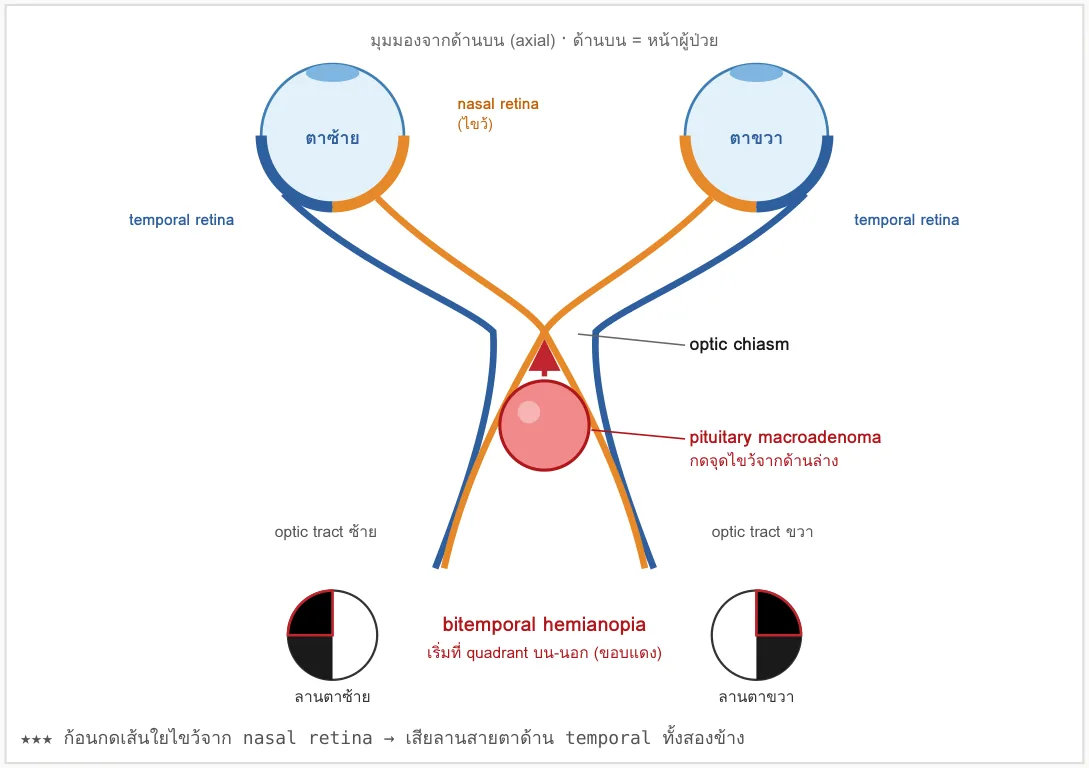 มุมมองจากด้านบน (axial) · ด้านบน = หน้าผู้ป่วย
nasal retina
(ไขว้)
ตาซ้าย
ตาขวา
temporal retina
temporal retina
optic chiasm
pituitary macroadenoma
กดจุดไขว้จากด้านล่าง
optic tract ซ้าย
optic tract ขวา
bitemporal hemianopia
เริ่มที่ quadrant บน-นอก (ขอบแดง)
ลานตาซ้าย
ลานตาขวา
★★★ ก้อนกดเส้นใยไขว้จาก nasal retina → เสียลานสายตาด้าน temporal ทั้งสองข้าง